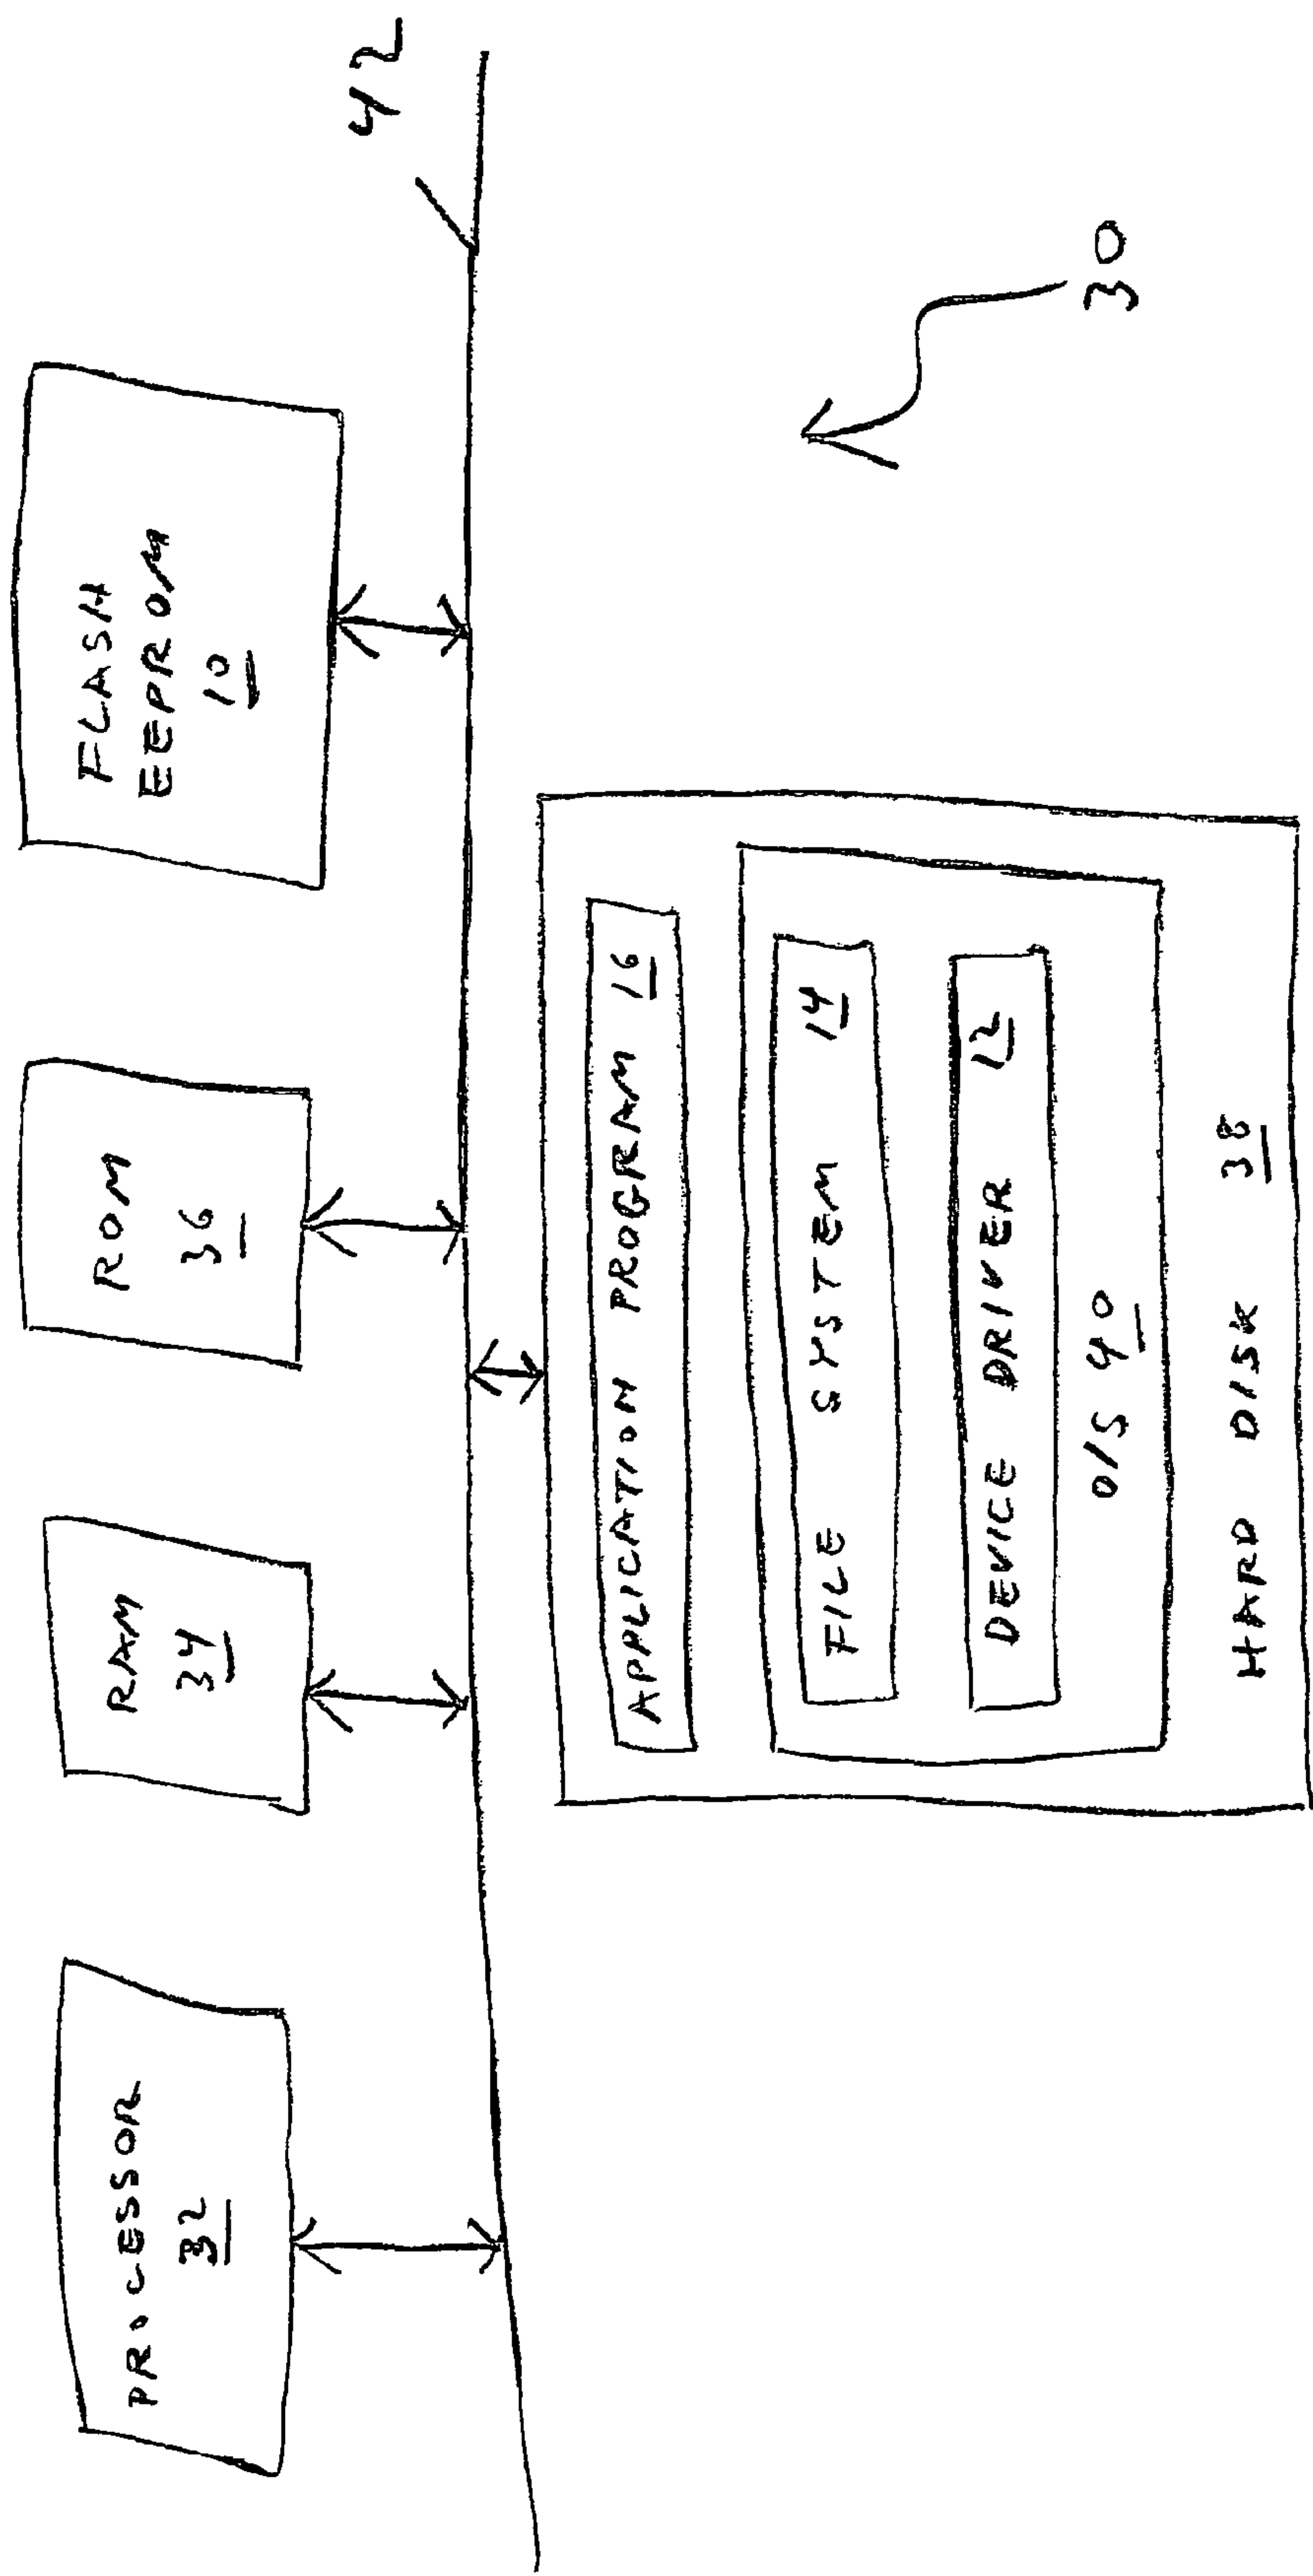 PROCESSOR
32
RAM
34
ROM
36
FLASH
EEPROM
10
42
APPLICATION PROGRAM 16
FILE SYSTEM 14
DEVICE DRIVER 12
O/S 40
HARD DISK 38
30